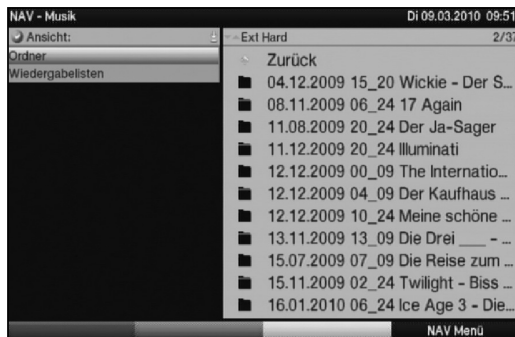 NAV - Musik
Di 09.03.2010 09:51
Ansicht:
Ext Hard
2/37
Ordner
Wiedergabelisten
Zurück
04.12.2009 15_20 Wickie - Der S...
08.11.2009 06_24 17 Again
11.08.2009 20_24 Der Ja-Sager
11.12.2009 20_24 Illuminati
12.12.2009 00_09 The Internatio...
12.12.2009 04_09 Der Kaufhaus ...
12.12.2009 10_24 Meine schöne ...
13.11.2009 13_09 Die Drei ___ - ...
15.07.2009 07_09 Die Reise zum ...
15.11.2009 02_24 Twilight - Biss ...
16.01.2010 06_24 Ice Age 3 - Die...
NAV Menü